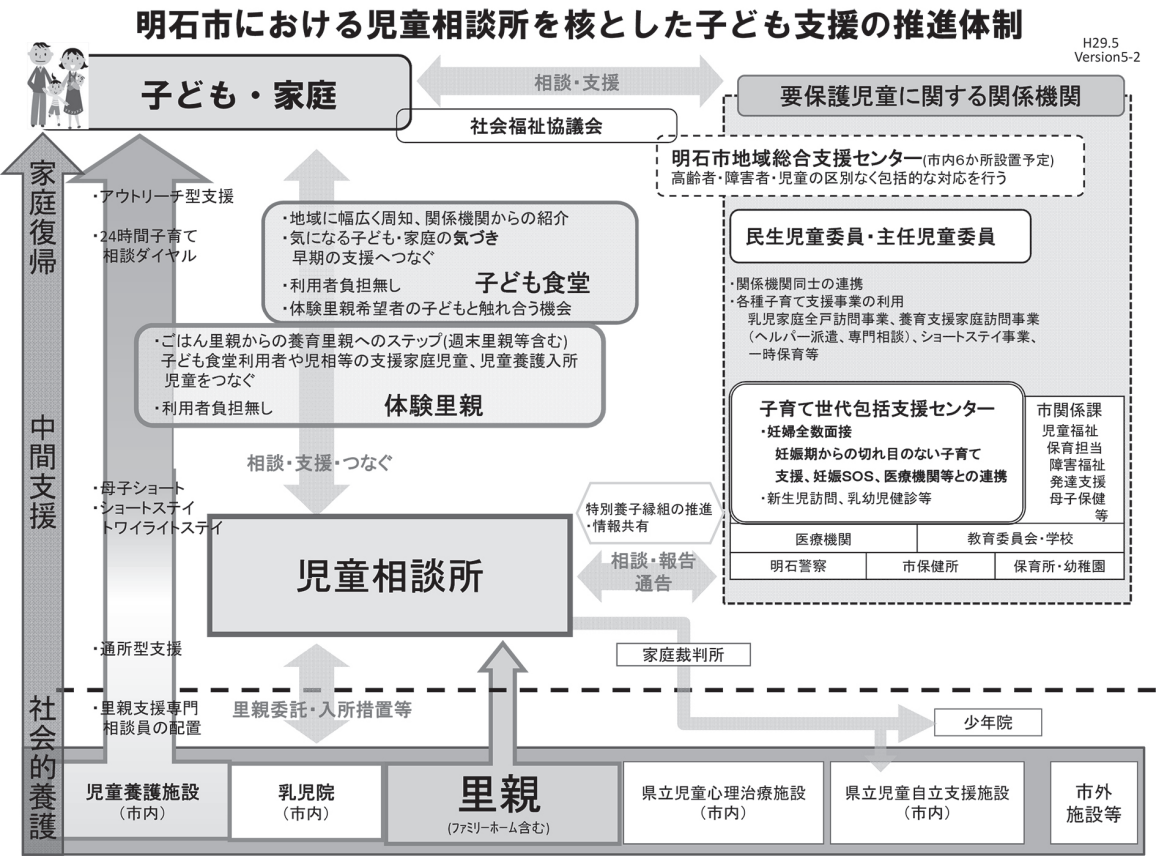 明石市における児童相談所を核とした子ども支援の推進体制
H29.5
Version5-2
子ども・家庭
相談・支援
要保護児童に関する関係機関
社会福祉協議会
明石市地域総合支援センター(市内6か所設置予定)
高齢者・障害者・児童の区別なく包括的な対応を行う
家庭復帰
・アウトリーチ型支援
・24時間子育て
相談ダイヤル
・地域に幅広く周知、関係機関からの紹介
・気になる子ども・家庭の気づき
早期の支援へつなぐ
・利用者負担無し
子ども食堂
・体験里親希望者の子どもと触れ合う機会
民生児童委員・主任児童委員
・関係機関同士の連携
・各種子育て支援事業の利用
乳児家庭全戸訪問事業、養育支援家庭訪問事業
（ヘルパー派遣、専門相談）、ショートステイ事業、
一時保育等
・ごはん里親からの養育里親へのステップ(週末里親等含む)
子ども食堂利用者や児相等の支援家庭児童、児童養護入所
児童をつなぐ
・利用者負担無し
体験里親
子育て世代包括支援センター
・妊婦全数面接
妊娠期からの切れ目のない子育て
支援、妊娠SOS、医療機関等との連携
・新生児訪問、乳幼児健診等
市関係課
児童福祉
保育担当
障害福祉
発達支援
母子保健
等
中間支援
相談・支援・つなぐ
・母子ショート
・ショートステイ
トワイライトステイ
特別養子縁組の推進
・情報共有
医療機関
教育委員会・学校
明石警察
市保健所
保育所・幼稚園
児童相談所
相談・報告
通告
・通所型支援
家庭裁判所
社会的養護
・里親支援専門
相談員の配置
里親委託・入所措置等
少年院
児童養護施設
（市内）
乳児院
（市内）
里親
(ファミリーホーム含む)
県立児童心理治療施設
（市内）
県立児童自立支援施設
（市内）
市外
施設等